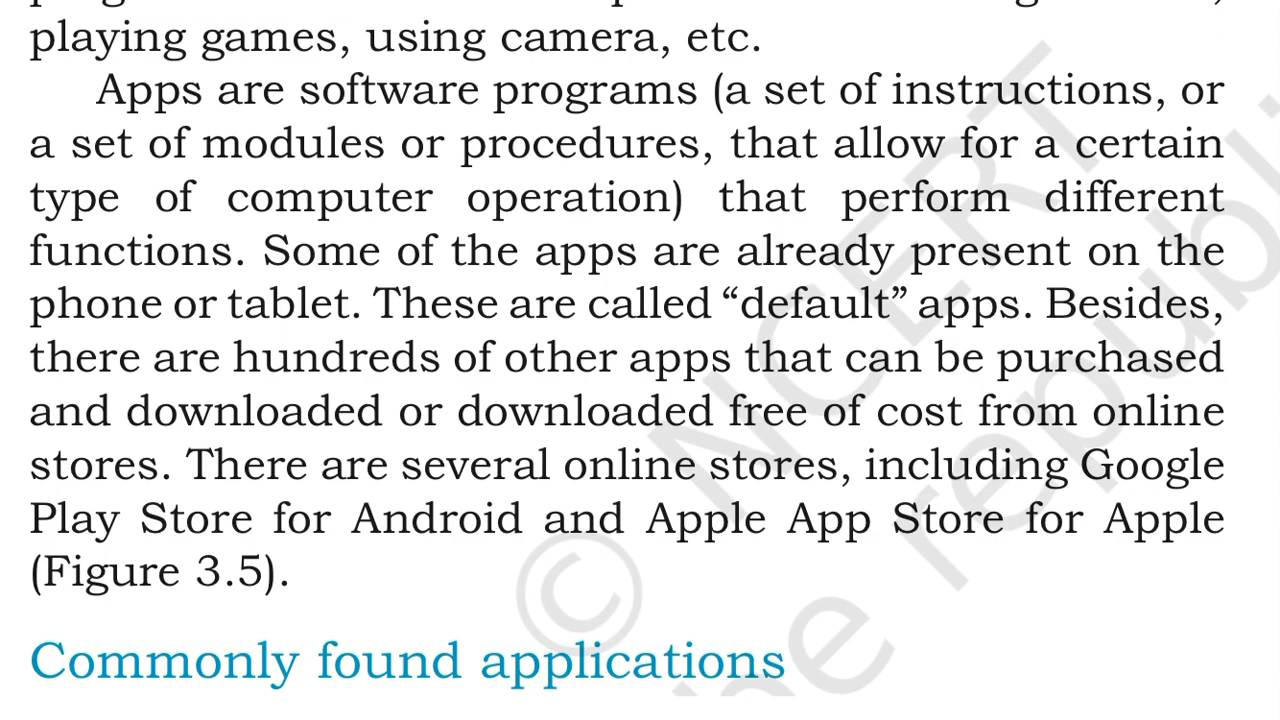 playing games, using camera, etc.
Apps are software programs (a set of instructions, or
a set of modules or procedures, that allow for a certain
type of computer operation) that perform different
functions. Some of the apps are already present on the
phone or tablet. These are called “default” apps. Besides,
there are hundreds of other apps that can be purchased
and downloaded or downloaded free of cost from online
stores. There are several online stores, including Google
Play Store for Android and Apple App Store for Apple
(Figure 3.5).
Commonly found applications
© NCERT